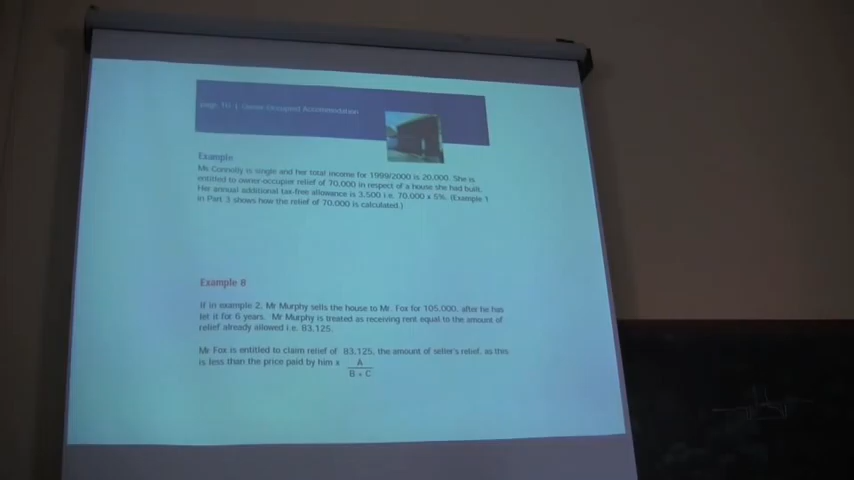 page 10 | Owner Occupied Accommodation
Example
Ms Connolly is single and her total income for 1999/2000 is 20,000. She is
entitled to owner-occupier relief of 70,000 in respect of a house she had built.
Her annual additional tax-free allowance is 3,500 i.e. 70,000 x 5%. (Example 1
in Part 3 shows how the relief of 70,000 is calculated.)
Example 8
If in example 2, Mr Murphy sells the house to Mr. Fox for 105,000, after he has
let it for 6 years. Mr Murphy is treated as receiving rent equal to the amount of
relief already allowed i.e. 83,125.
Mr Fox is entitled to claim relief of 83,125, the amount of seller's relief, as this
is less than the price paid by him x A
B + C